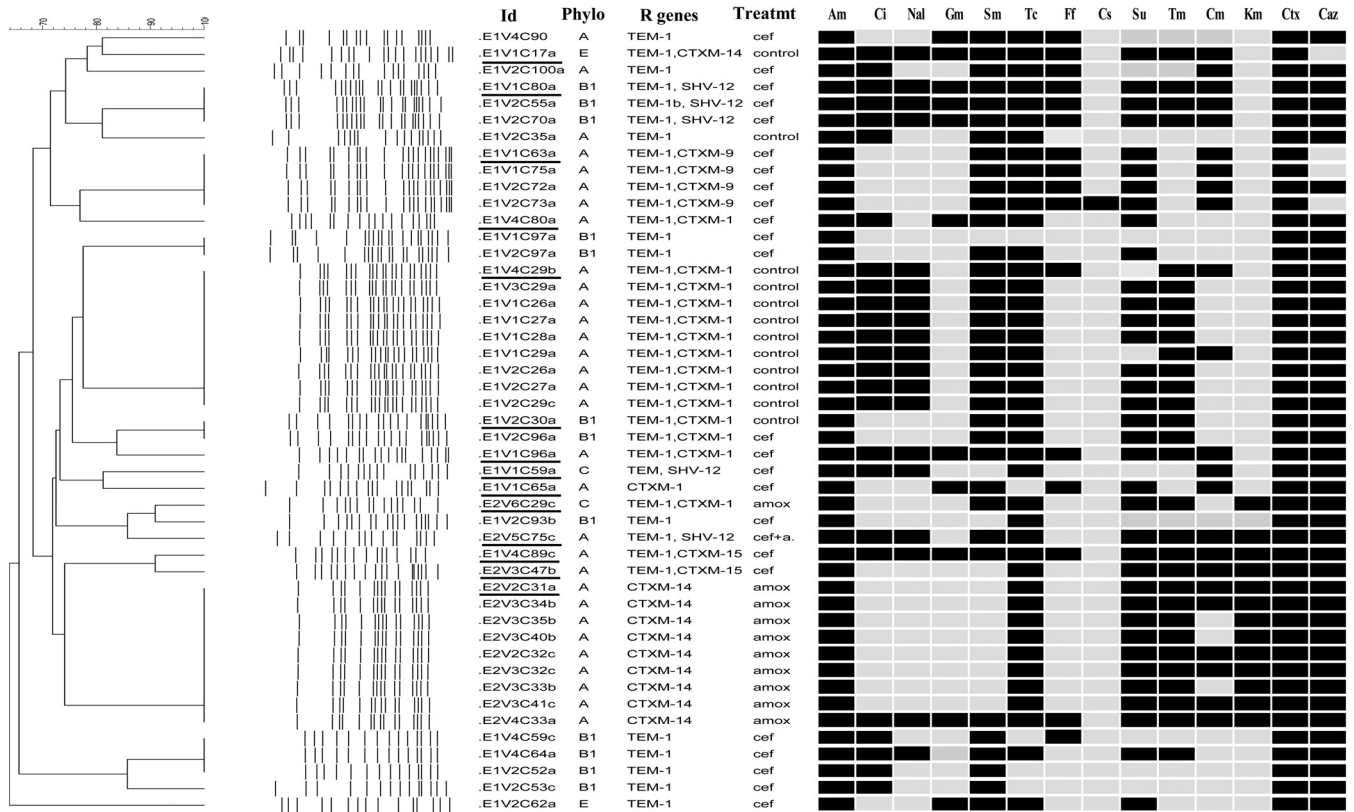 70 80 90 100 Id Phylo R genes Treatmt Am Ci Nal Gm Sm Tc Ff Cs Su Tm Cm Km Ctx Caz
.E1V4C90 A TEM-1 cef
.E1V1C17a E TEM-1,CTXM-14 control
.E1V2C100a A TEM-1 cef
.E1V1C80a B1 TEM-1, SHV-12 cef
.E1V2C55a B1 TEM-1b, SHV-12 cef
.E1V2C70a B1 TEM-1, SHV-12 cef
.E1V2C35a A TEM-1 control
.E1V1C63a A TEM-1,CTXM-9 cef
.E1V1C75a A TEM-1,CTXM-9 cef
.E1V2C72a A TEM-1,CTXM-9 cef
.E1V2C73a A TEM-1,CTXM-9 cef
.E1V4C80a A TEM-1,CTXM-1 cef
.E1V1C97a B1 TEM-1 cef
.E1V2C97a B1 TEM-1 cef
.E1V4C29b A TEM-1,CTXM-1 control
.E1V3C29a A TEM-1,CTXM-1 control
.E1V1C26a A TEM-1,CTXM-1 control
.E1V1C27a A TEM-1,CTXM-1 control
.E1V1C28a A TEM-1,CTXM-1 control
.E1V1C29a A TEM-1,CTXM-1 control
.E1V2C26a A TEM-1,CTXM-1 control
.E1V2C27a A TEM-1,CTXM-1 control
.E1V2C29c A TEM-1,CTXM-1 control
.E1V2C30a B1 TEM-1,CTXM-1 control
.E1V2C96a B1 TEM-1,CTXM-1 cef
.E1V1C96a A TEM-1,CTXM-1 cef
.E1V1C59a C TEM, SHV-12 cef
.E1V1C65a A CTXM-1 cef
.E2V6C29c C TEM-1,CTXM-1 amox
.E1V2C93b B1 TEM-1 cef
.E2V5C75c A TEM-1, SHV-12 cef+a.
.E1V4C89c A TEM-1,CTXM-15 cef
.E2V3C47b A TEM-1,CTXM-15 cef
.E2V2C31a A CTXM-14 amox
.E2V3C34b A CTXM-14 amox
.E2V3C35b A CTXM-14 amox
.E2V3C40b A CTXM-14 amox
.E2V2C32c A CTXM-14 amox
.E2V3C32c A CTXM-14 amox
.E2V3C33b A CTXM-14 amox
.E2V3C41c A CTXM-14 amox
.E2V4C33a A CTXM-14 amox
.E1V4C59c B1 TEM-1 cef
.E1V4C64a B1 TEM-1 cef
.E1V2C52a B1 TEM-1 cef
.E1V2C53c B1 TEM-1 cef
.E1V2C62a E TEM-1 cef